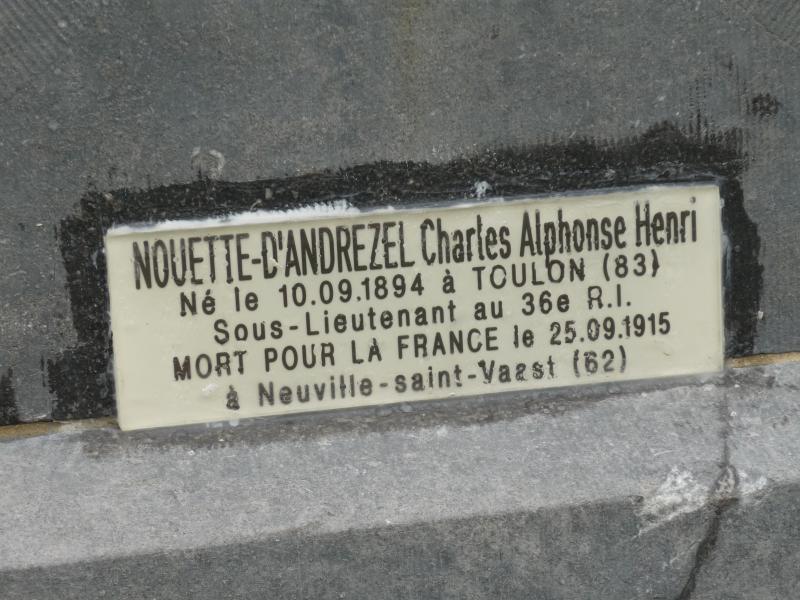 NOUETTE-D'ANDREZEL Charles Alphonse Henri
Né le 10.09.1894 à TOULON (83)
Sous-Lieutenant au 36e R.I.
MORT POUR LA FRANCE le 25.09.1915
à Neuville-saint-Vaast (62)